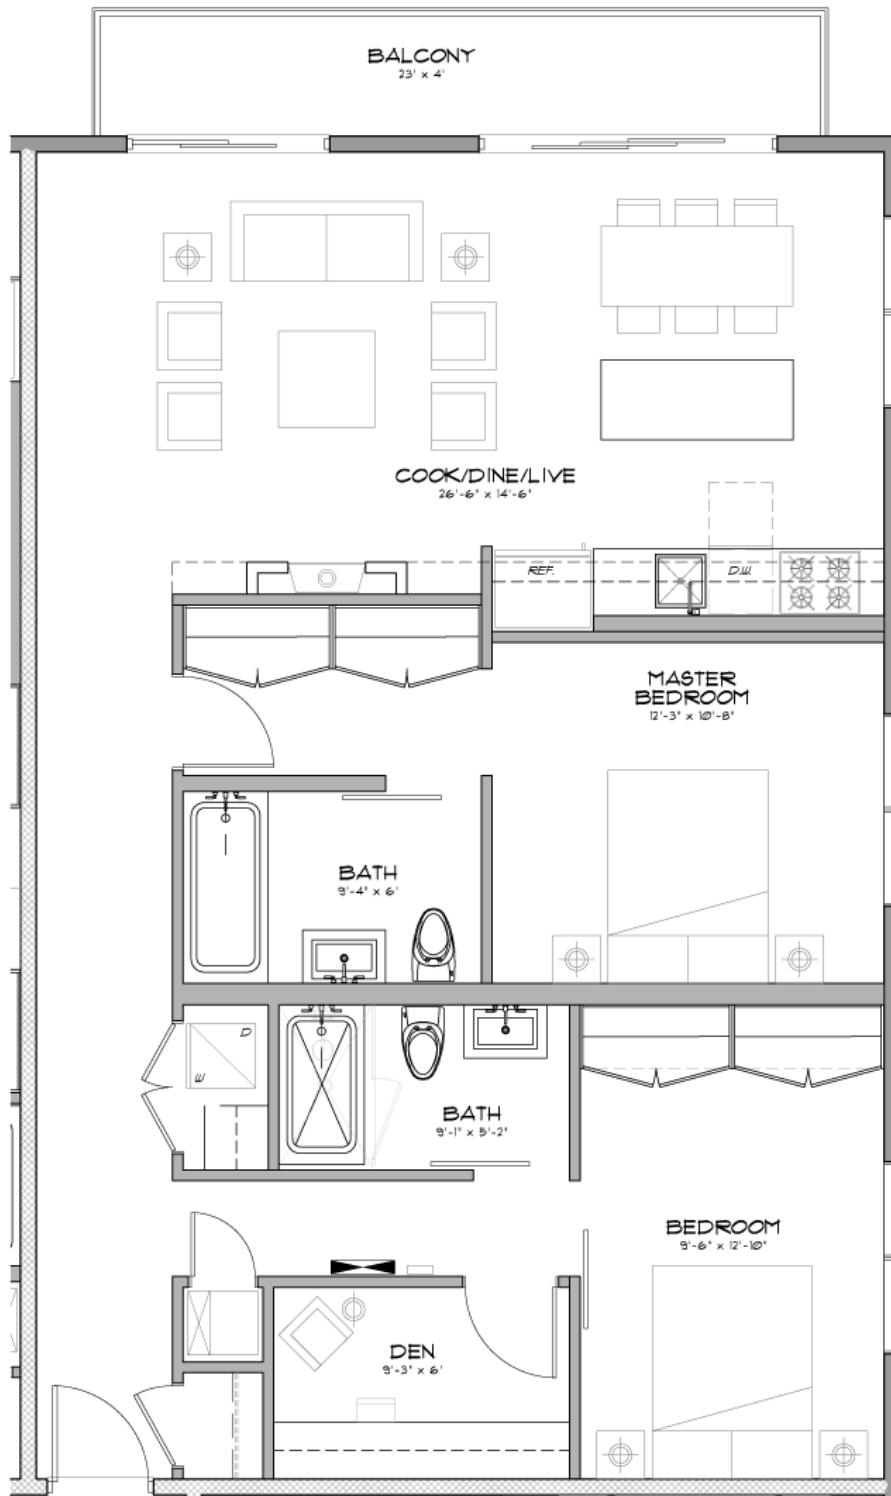 BALCONY
23' x 4'
COOK/DINE/LIVE
26'-6" x 14'-6"
REF.
D.W.
MASTER
BEDROOM
12'-3" x 10'-8"
BATH
9'-4" x 6'
D
W
BATH
9'-1" x 5'-2"
BEDROOM
9'-6" x 12'-10"
DEN
9'-3" x 6'